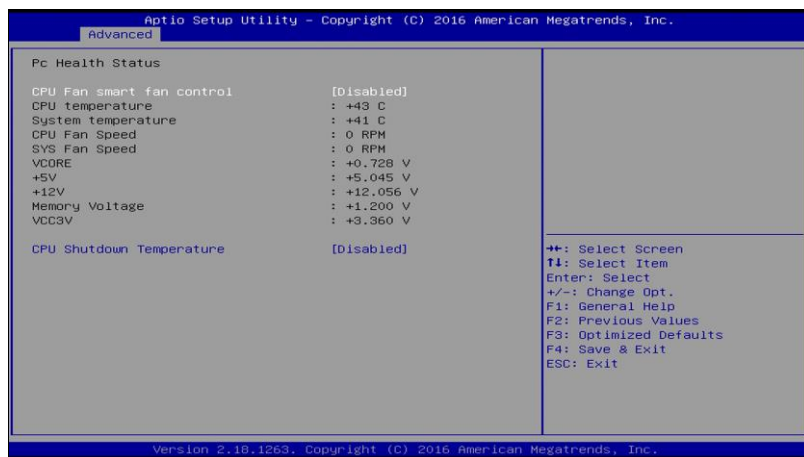 Aptio Setup Utility – Copyright (C) 2016 American Megatrends, Inc.
Advanced
Pc Health Status
CPU Fan smart fan control [Disabled]
CPU temperature : +43 C
System temperature : +41 C
CPU Fan Speed : 0 RPM
SYS Fan Speed : 0 RPM
VCORE : +0.728 V
+5V : +5.045 V
+12V : +12.056 V
Memory Voltage : +1.200 V
VCC3V : +3.360 V
CPU Shutdown Temperature [Disabled]
→←: Select Screen
↑↓: Select Item
Enter: Select
+/-: Change Opt.
F1: General Help
F2: Previous Values
F3: Optimized Defaults
F4: Save & Exit
ESC: Exit
Version 2.18.1263. Copyright (C) 2016 American Megatrends, Inc.